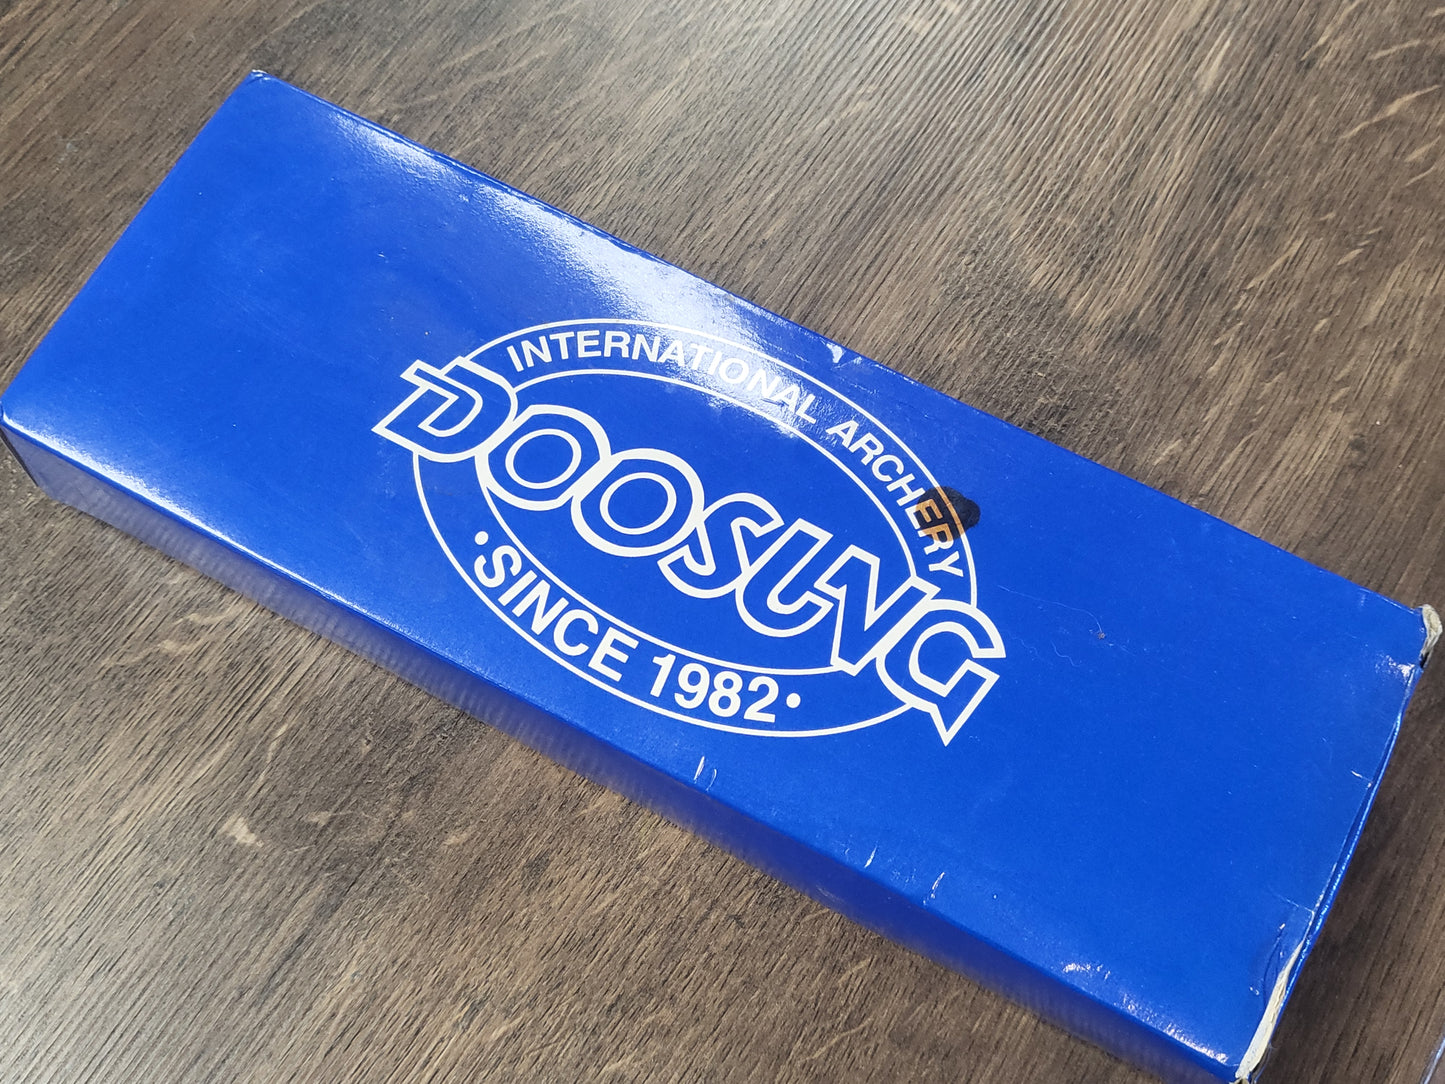 INTERNATIONAL ARCHERY
DOOSUNG
·SINCE 1982·